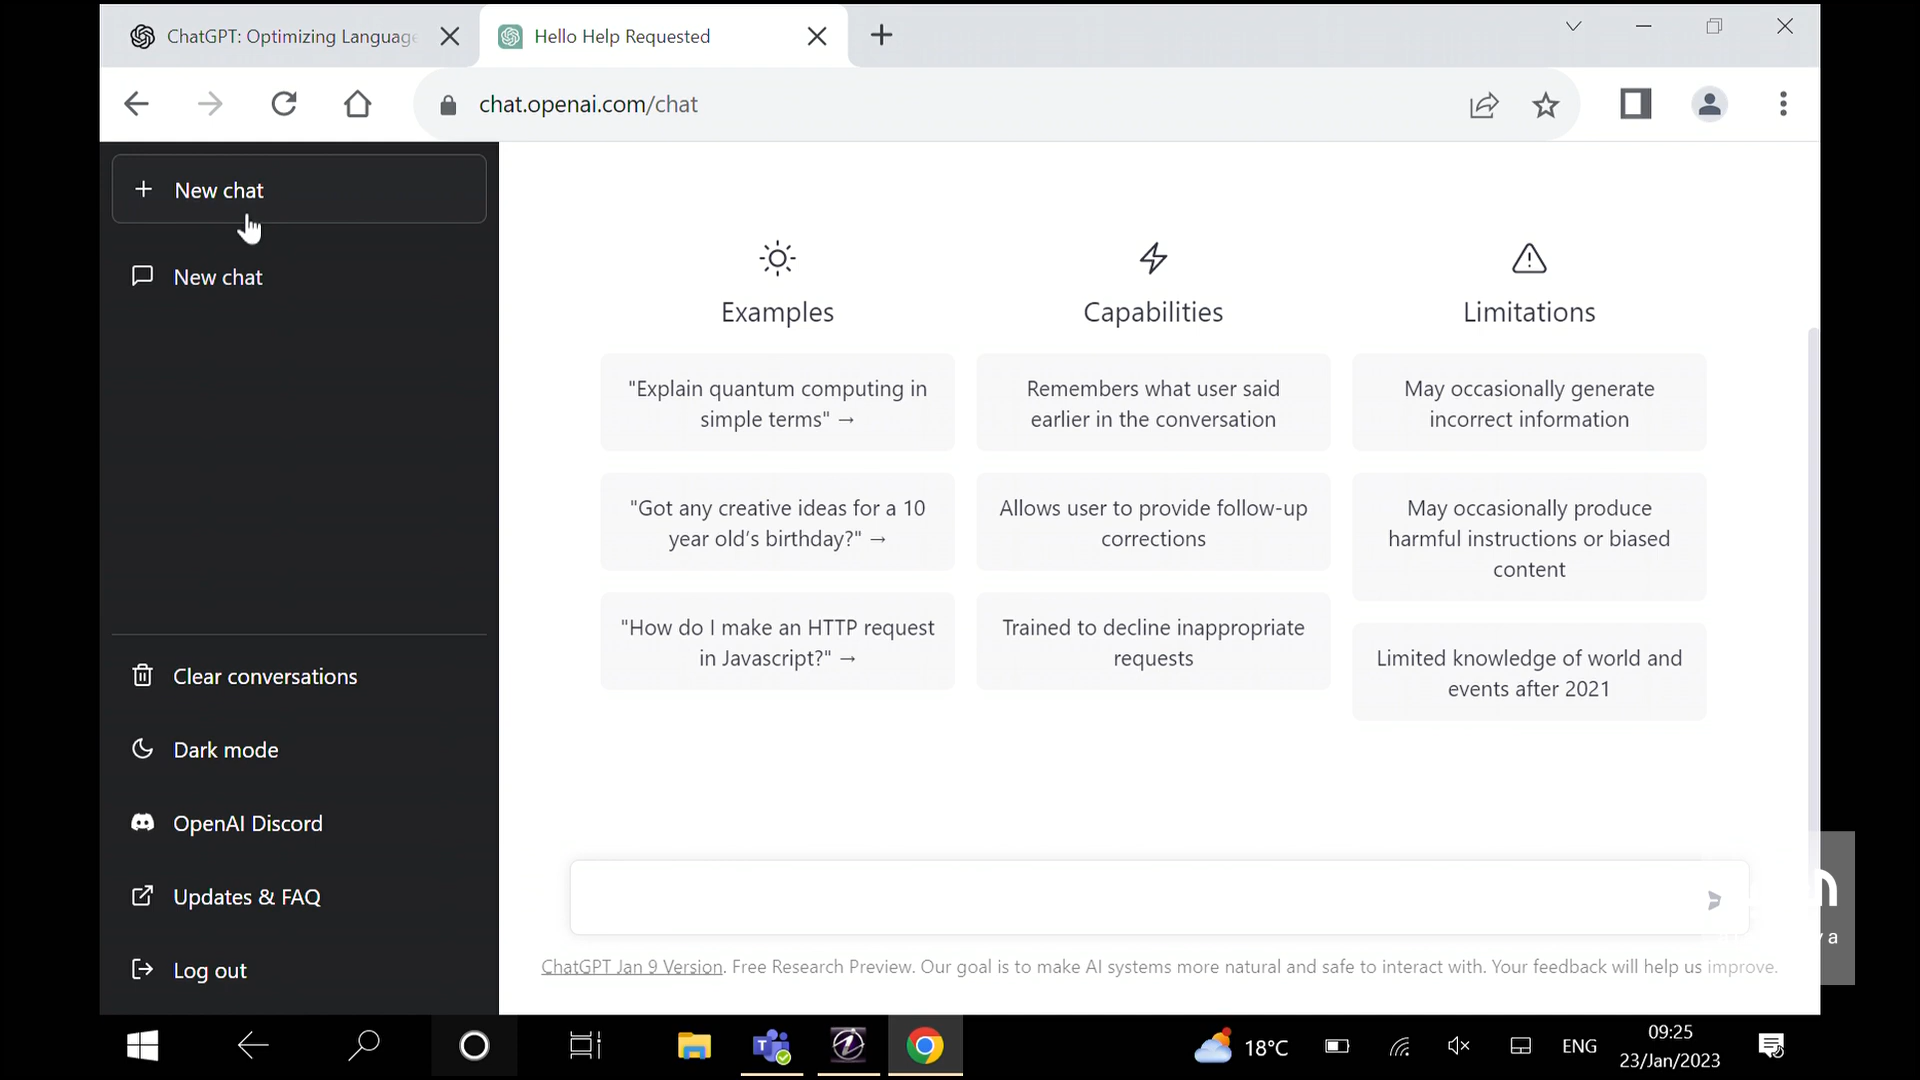 ChatGPT: Optimizing Language
Hello Help Requested
chat.openai.com/chat
New chat
New chat
Clear conversations
Dark mode
OpenAI Discord
Updates & FAQ
Log out
Examples
"Explain quantum computing in
simple terms" →
"Got any creative ideas for a 10
year old's birthday?" →
"How do I make an HTTP request
in Javascript?" →
Capabilities
Remembers what user said
earlier in the conversation
Allows user to provide follow-up
corrections
Trained to decline inappropriate
requests
Limitations
May occasionally generate
incorrect information
May occasionally produce
harmful instructions or biased
content
Limited knowledge of world and
events after 2021
ChatGPT Jan 9 Version. Free Research Preview. Our goal is to make AI systems more natural and safe to interact with. Your feedback will help us improve.
18°C
ENG
09:25
23/Jan/2023